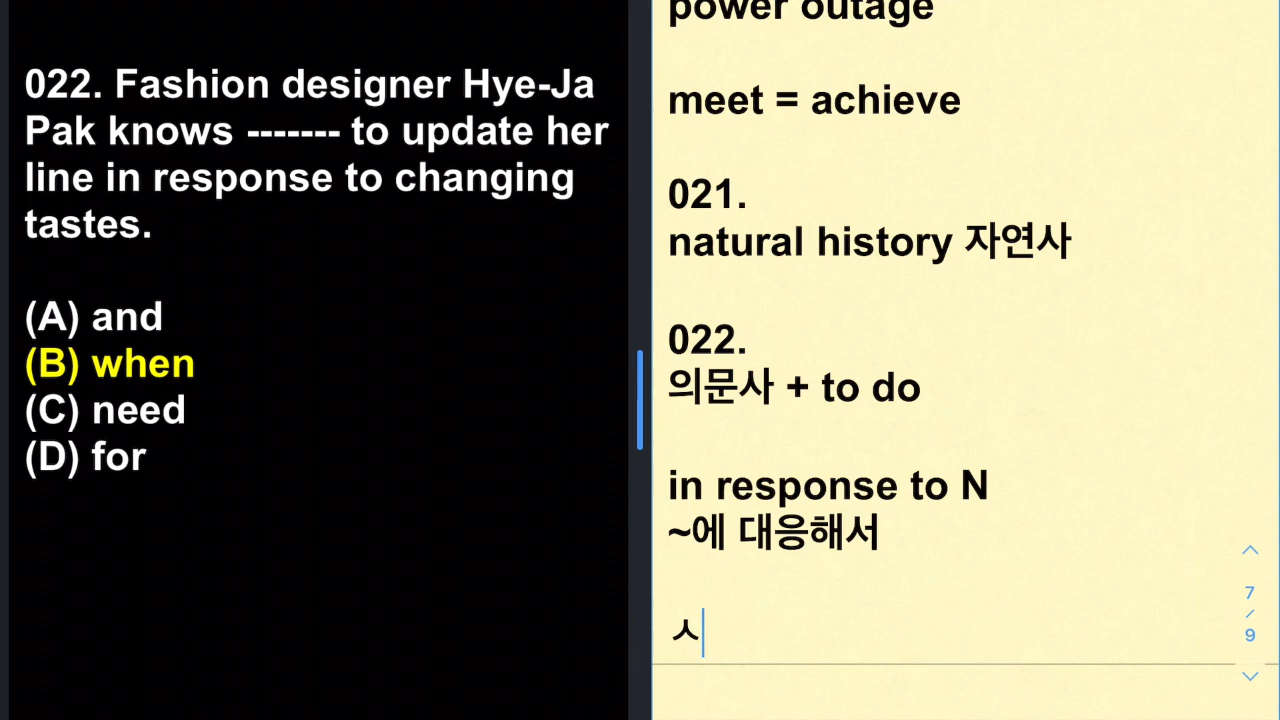 022. Fashion designer Hye-Ja
Pak knows ------- to update her
line in response to changing
tastes.
(A) and
(B) when
(C) need
(D) for
power outage
meet = achieve
021.
natural history 자연사
022.
의문사 + to do
in response to N
~에 대응해서
ㅅ
7
/
9